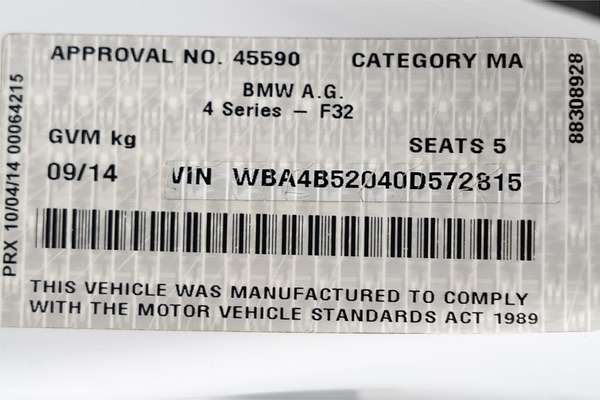 APPROVAL NO. 45590 CATEGORY MA
BMW A.G.
4 Series – F32
GVM kg SEATS 5
09/14 VIN WBA4B52040D572815
THIS VEHICLE WAS MANUFACTURED TO COMPLY
WITH THE MOTOR VEHICLE STANDARDS ACT 1989
PRX 10/04/14 00064215
88308928